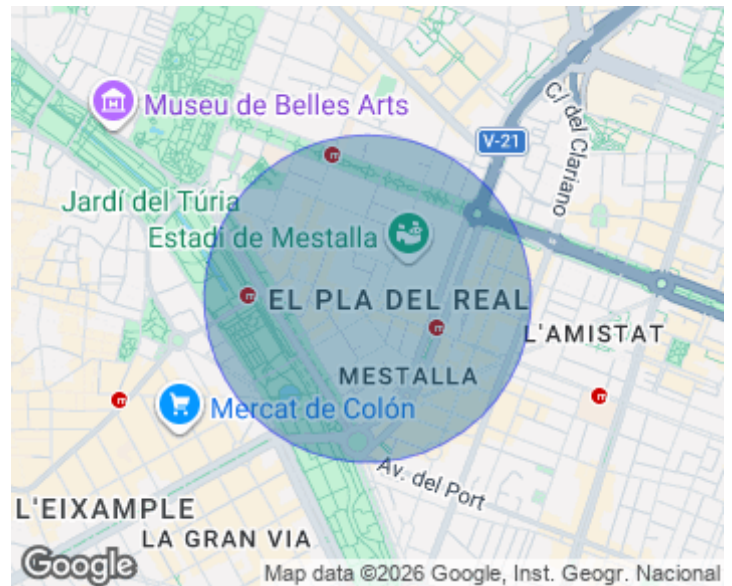 Museu de Belles Arts
C/ del Clariano
V-21
Jardí del Túria
Estadi de Mestalla
EL PLA DEL REAL
L'AMISTAT
MESTALLA
Mercat de Colón
Av. del Port
L'EIXAMPLE
LA GRAN VIA
Google
Map data ©2026 Google, Inst. Geogr. Nacional